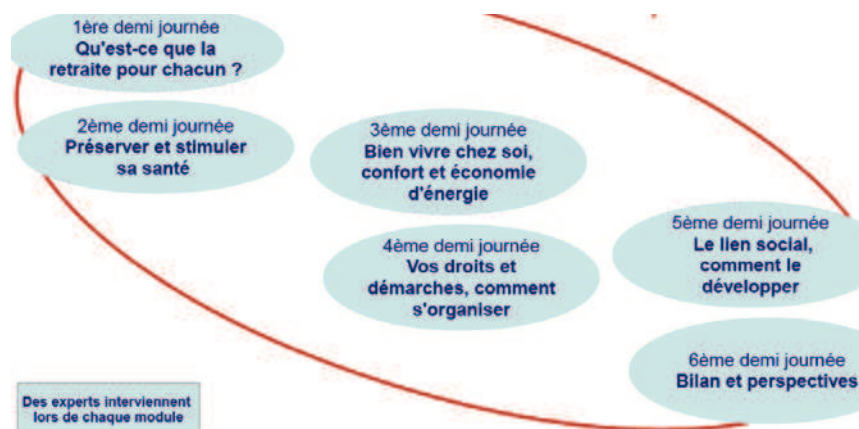 1ère demi journée
Qu'est-ce que la
retraite pour chacun ?
2ème demi journée
Préserver et stimuler
sa santé
3ème demi journée
Bien vivre chez soi,
confort et économie
d'énergie
4ème demi journée
Vos droits et
démarches, comment
s'organiser
5ème demi journée
Le lien social,
comment le
développer
6ème demi journée
Bilan et perspectives
Des experts interviennent
lors de chaque module